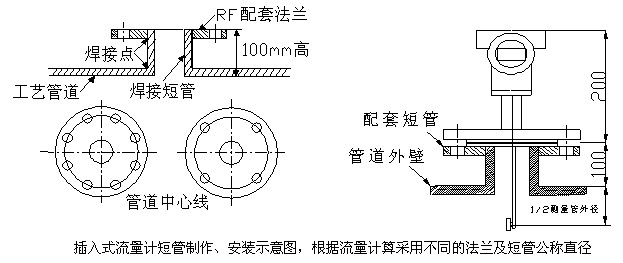 RF配套法兰
焊接点
100mm高
工艺管道
焊接短管
管道中心线
200
配套短管
管道外壁
100
1/2测量管外径
插入式流量计短管制作、安装示意图，根据流量计算采用不同的法兰及短管公称直径